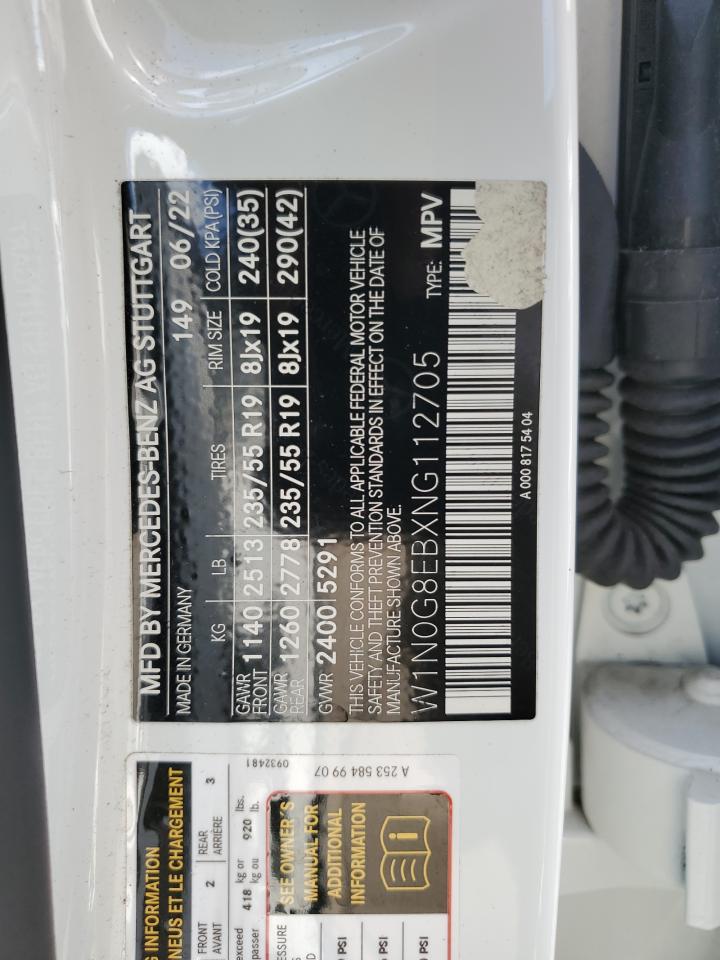 MFD BY MERCEDES-BENZ AG STUTTGART
MADE IN GERMANY 149 06/22
KG LB TIRES RIM SIZE COLD KPA(PSI)
GAWR FRONT 1140 2513 235/55 R19 8Jx19 240(35)
GAWR REAR 1260 2778 235/55 R19 8Jx19 290(42)
GVWR 2400 5291
THIS VEHICLE CONFORMS TO ALL APPLICABLE FEDERAL MOTOR VEHICLE
SAFETY AND THEFT PREVENTION STANDARDS IN EFFECT ON THE DATE OF
MANUFACTURE SHOWN ABOVE.
W1N0G8EBXNG112705 TYPE: MPV
A 000 817 54 04
INFORMATION
NEUS ET LE CHARGEMENT
FRONT AVANT 2 REAR ARRIÈRE 3
exceed 418 kg or 920 lbs.
passer kg ou lb.
SEE OWNER'S
MANUAL FOR
ADDITIONAL
INFORMATION
PSI
PSI
PSI
0932481
A 253 584 99 07